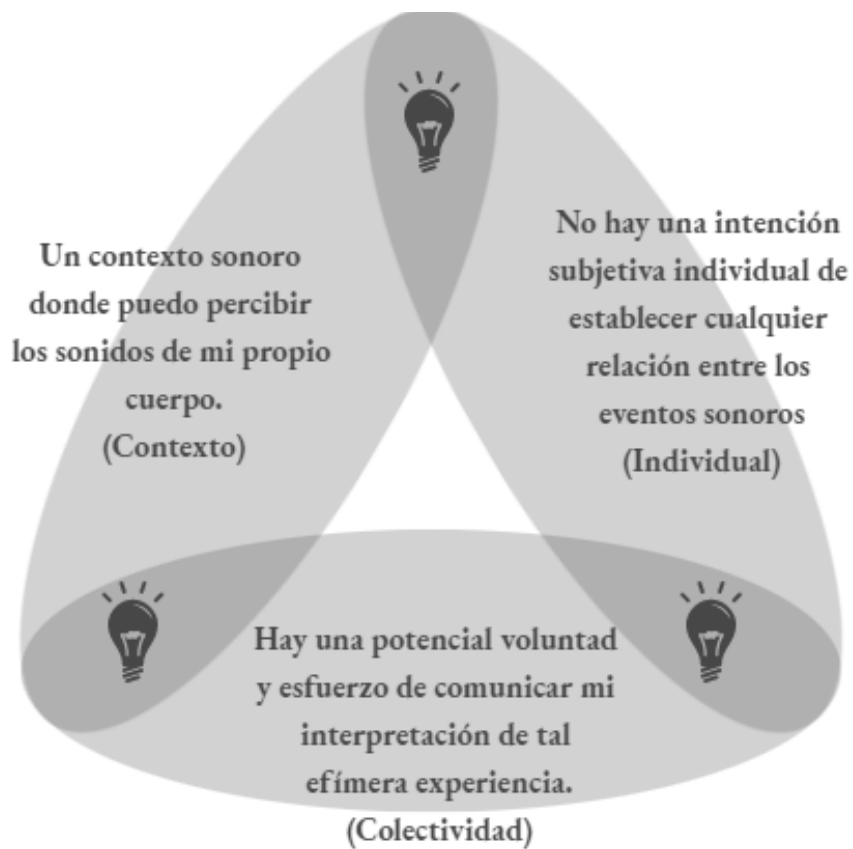 Un contexto sonoro
donde puedo percibir
los sonidos de mi propio
cuerpo.
(Contexto)
No hay una intención
subjetiva individual de
establecer cualquier
relación entre los
eventos sonoros
(Individual)
Hay una potencial voluntad
y esfuerzo de comunicar mi
interpretación de tal
efímera experiencia.
(Colectividad)